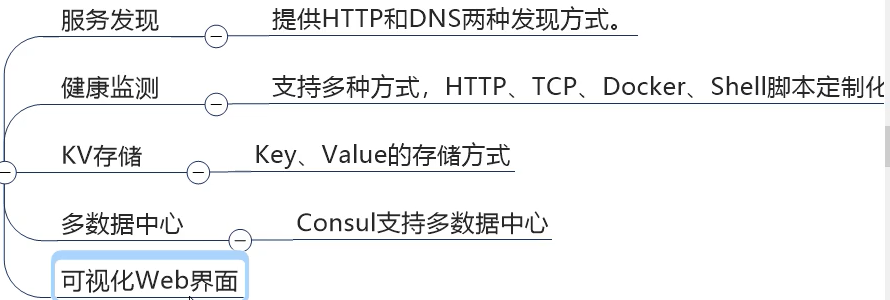 服务发现 提供HTTP和DNS两种发现方式。
健康监测 支持多种方式，HTTP、TCP、Docker、Shell脚本定制化
KV存储 Key、Value的存储方式
多数据中心 Consul支持多数据中心
可视化Web界面